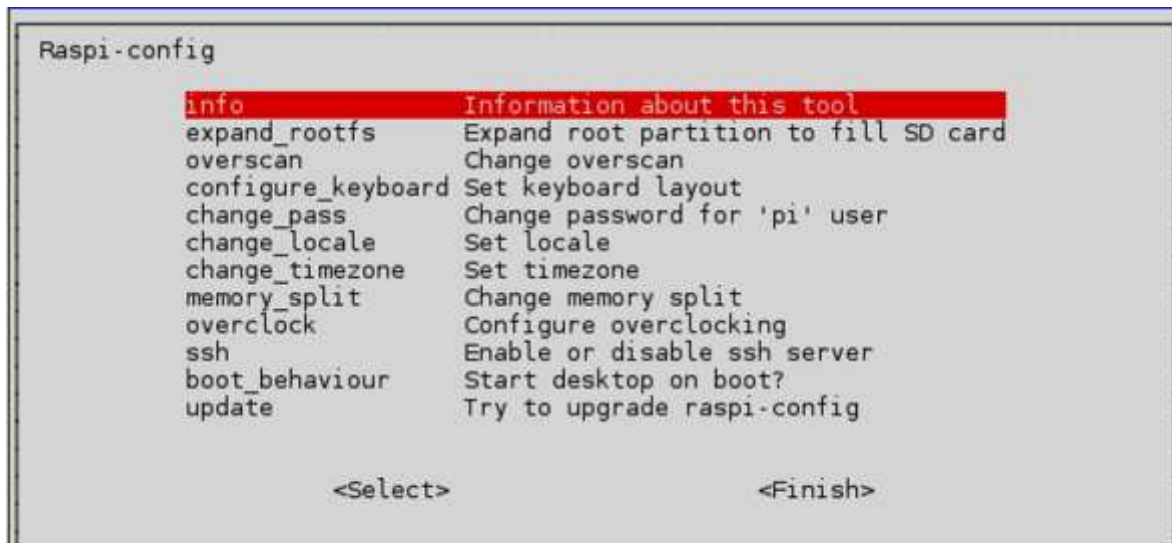 Raspi-config
info Information about this tool
expand_rootfs Expand root partition to fill SD card
overscan Change overscan
configure_keyboard Set keyboard layout
change_pass Change password for 'pi' user
change_locale Set locale
change_timezone Set timezone
memory_split Change memory split
overclock Configure overclocking
ssh Enable or disable ssh server
boot_behaviour Start desktop on boot?
update Try to upgrade raspi-config
<Select> <Finish>